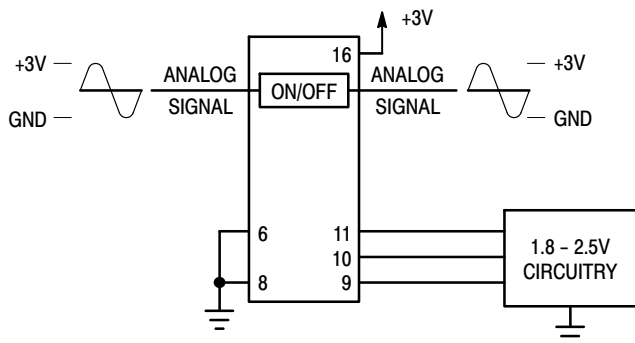 +3V
16
+3V
ANALOG
SIGNAL
ON/OFF
ANALOG
SIGNAL
+3V
GND
GND
6
11
10
8
9
1.8 – 2.5V
CIRCUITRY